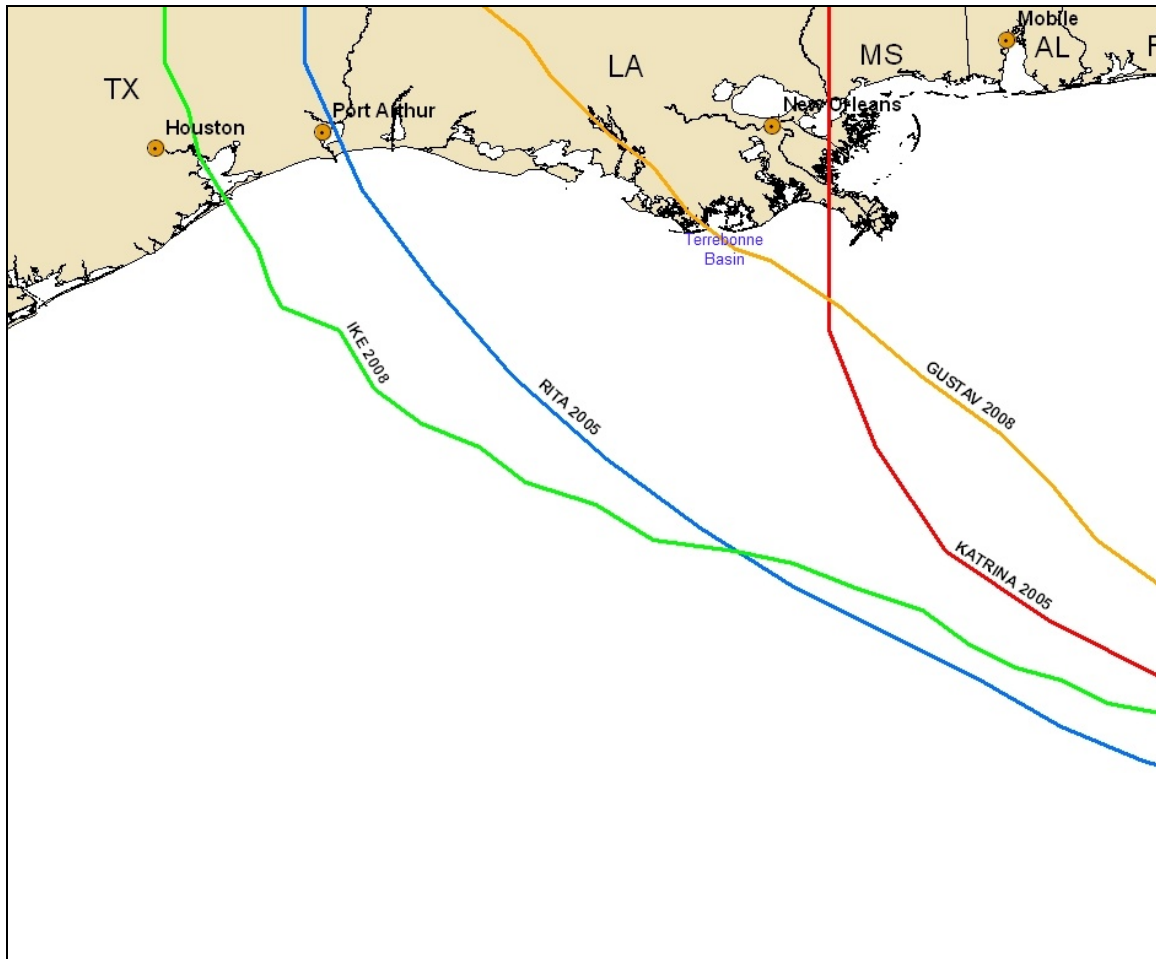 Mobile
MS
AL
F
LA
TX
New Orleans
Port Arthur
Houston
Terrebonne
Basin
IKE 2008
RITA 2005
GUSTAV 2008
KATRINA 2005